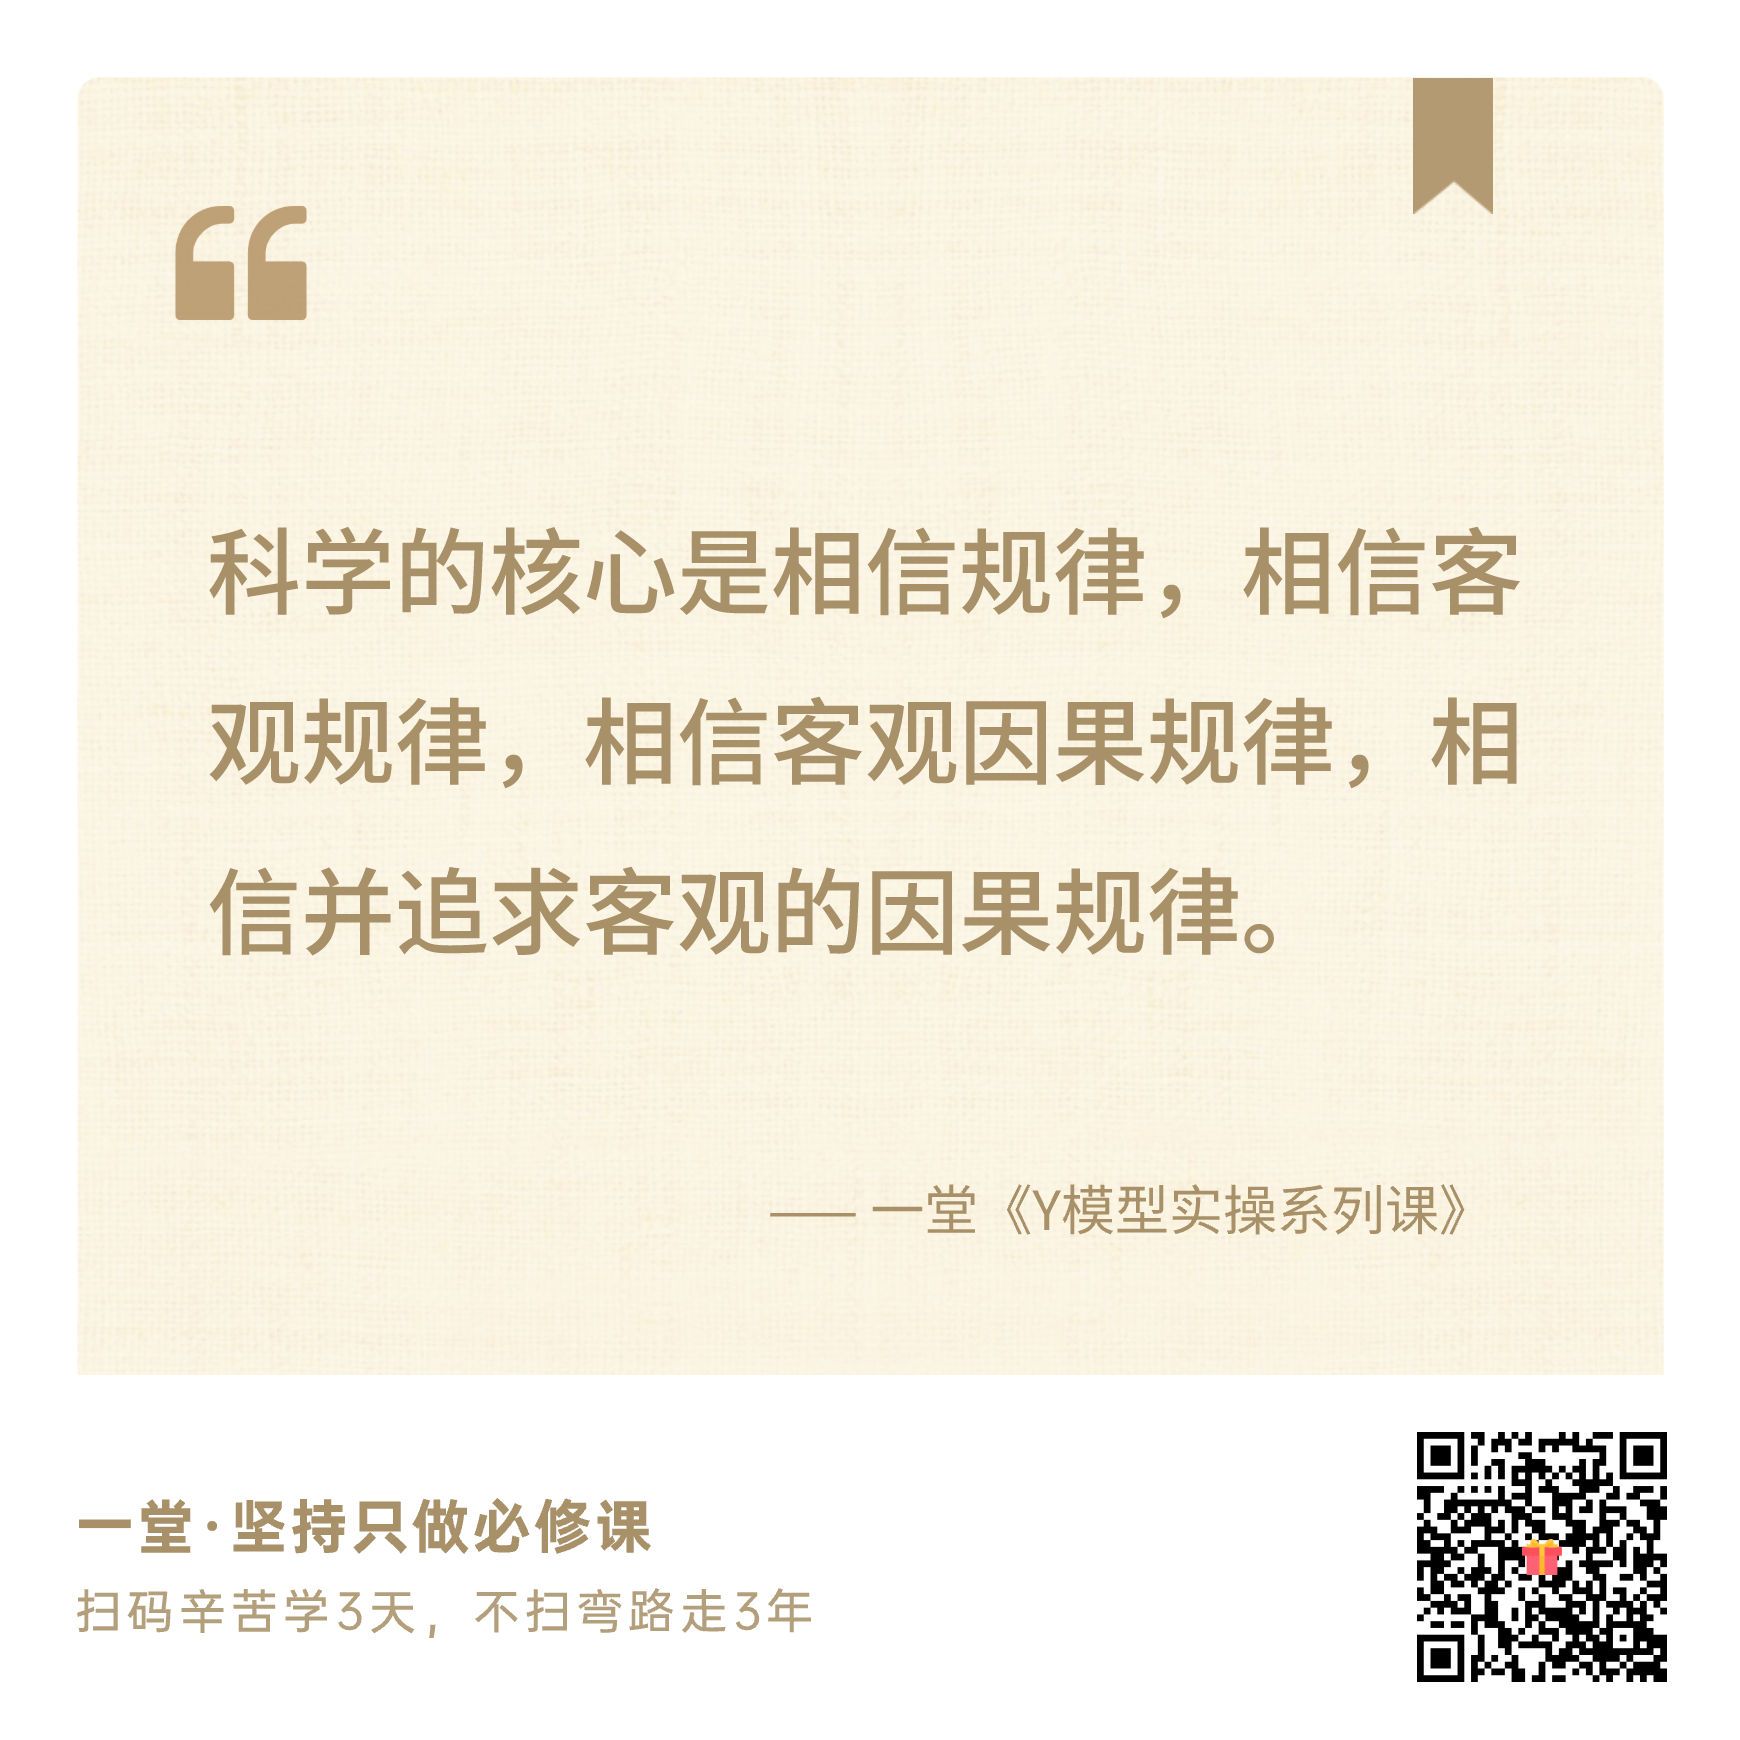 科学的核心是相信规律，相信客
观规律，相信客观因果规律，相
信并追求客观的因果规律。
—— 一堂《Y模型实操系列课》
一堂·坚持只做必修课
扫码辛苦学3天，不扫弯路走3年